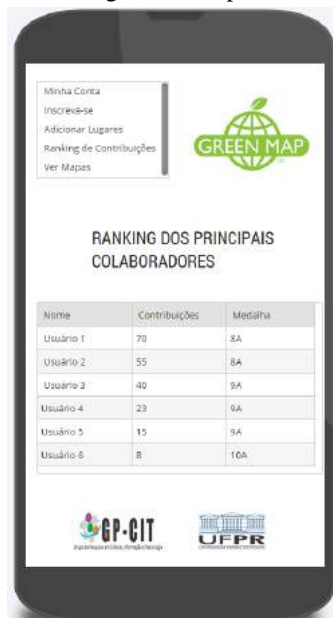 Minha Conta
Inscreva-se
Adicionar Lugares
Ranking de Contribuições
Ver Mapas
GREEN MAP
RANKING DOS PRINCIPAIS
COLABORADORES
Nome Contribuições Medalha
Usuário 1 70 8A
Usuário 2 55 8A
Usuário 3 40 9A
Usuário 4 23 9A
Usuário 5 15 9A
Usuário 6 8 10A
GP-CIT
UFPR